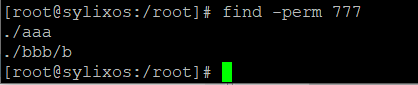 [root@sylixos:/root]# find -perm 777
./aaa
./bbb/b
[root@sylixos:/root]#